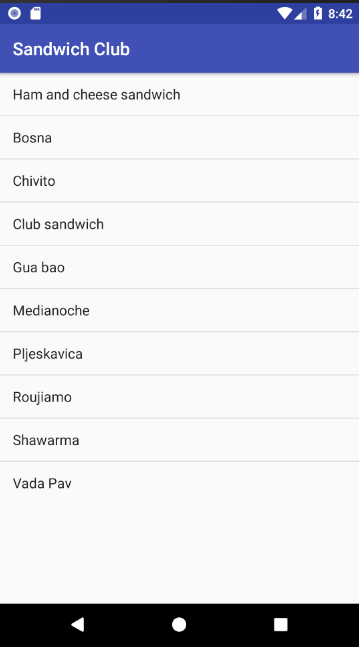 8:42
Sandwich Club
Ham and cheese sandwich
Bosna
Chivito
Club sandwich
Gua bao
Medianoche
Pljeskavica
Roujiamo
Shawarma
Vada Pav